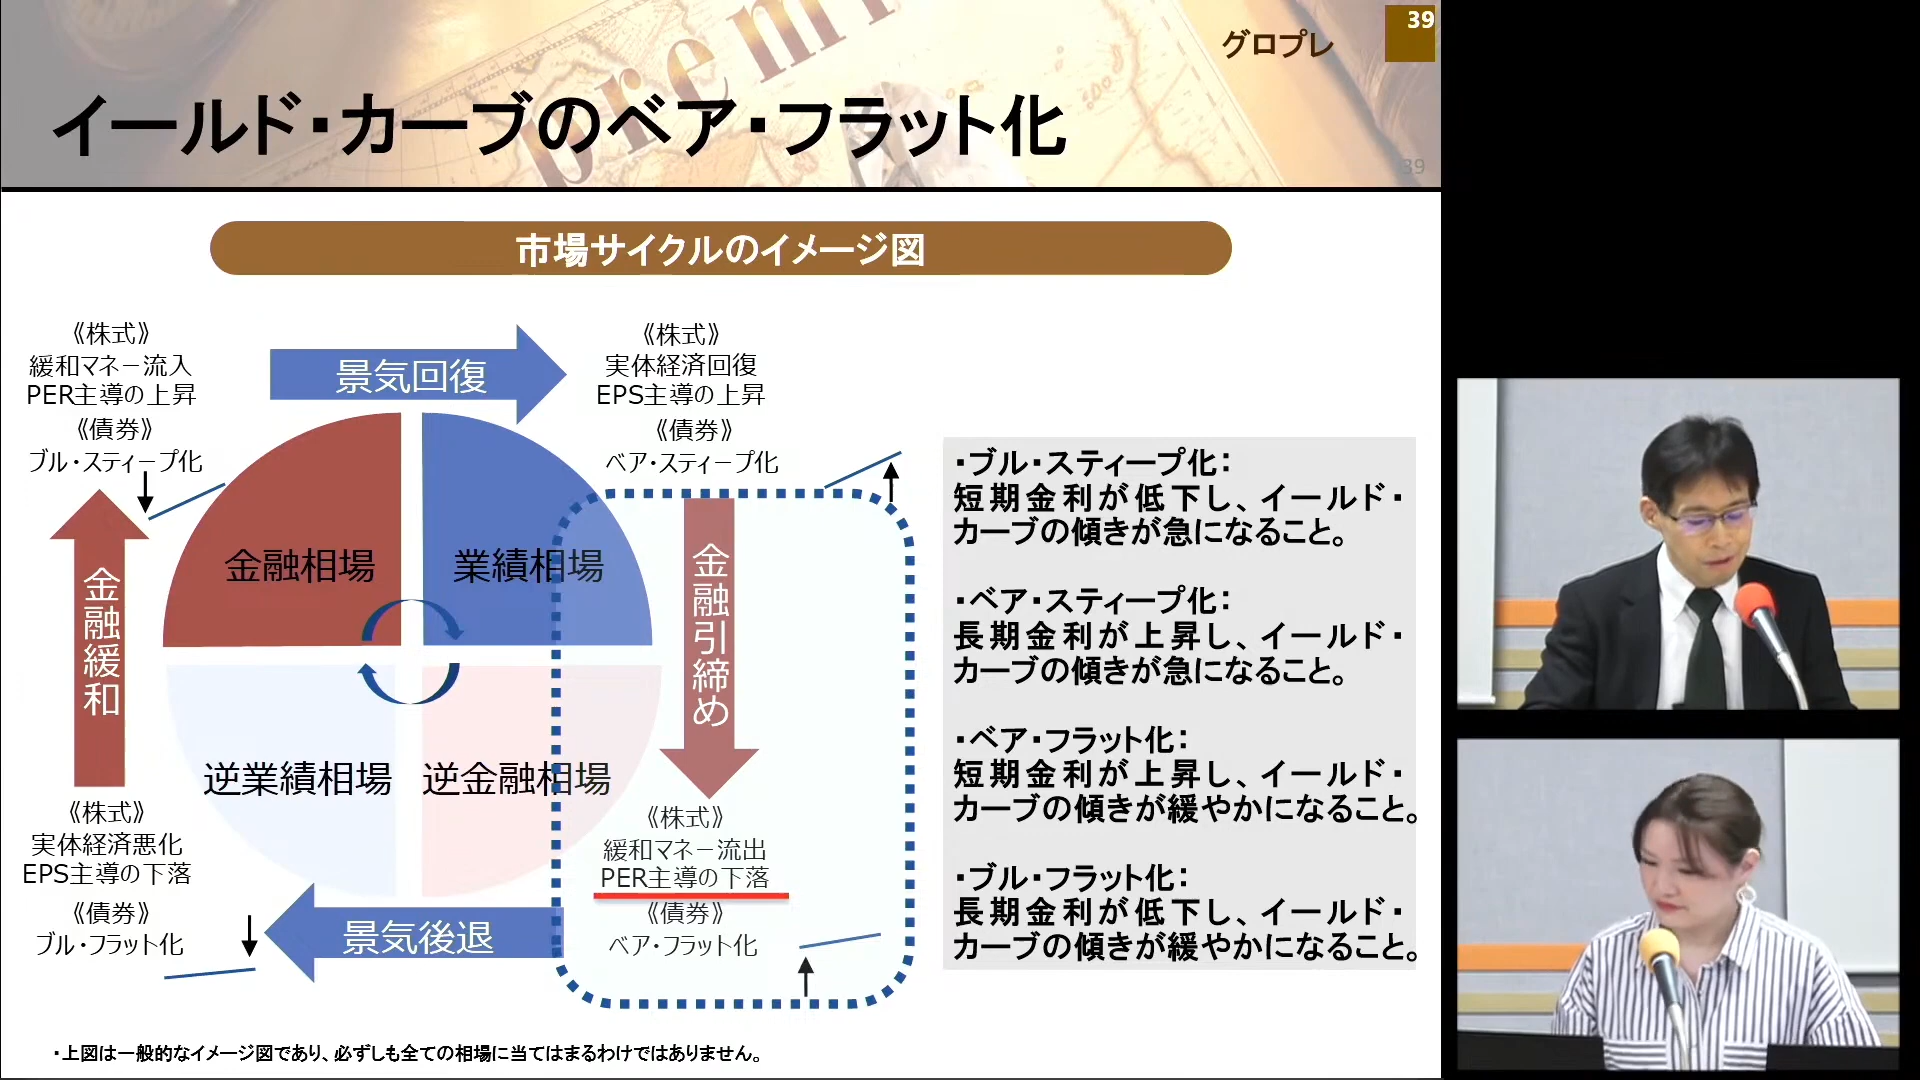 グロプレ
39
prem
イールド・カーブのベア・フラット化
39
市場サイクルのイメージ図
《株式》
緩和マネー流入
PER主導の上昇
《債券》
ブル・スティープ化
景気回復
《株式》
実体経済回復
EPS主導の上昇
《債券》
ベア・スティープ化
金融相場
業績相場
金融緩和
金融引締め
逆業績相場
逆金融相場
《株式》
実体経済悪化
EPS主導の下落
《債券》
ブル・フラット化
景気後退
《株式》
緩和マネー流出
PER主導の下落
《債券》
ベア・フラット化
・ブル・スティープ化：
短期金利が低下し、イールド・
カーブの傾きが急になること。
・ベア・スティープ化：
長期金利が上昇し、イールド・
カーブの傾きが急になること。
・ベア・フラット化：
短期金利が上昇し、イールド・
カーブの傾きが緩やかになること。
・ブル・フラット化：
長期金利が低下し、イールド・
カーブの傾きが緩やかになること。
・上図は一般的なイメージ図であり、必ずしも全ての相場に当てはまるわけではありません。